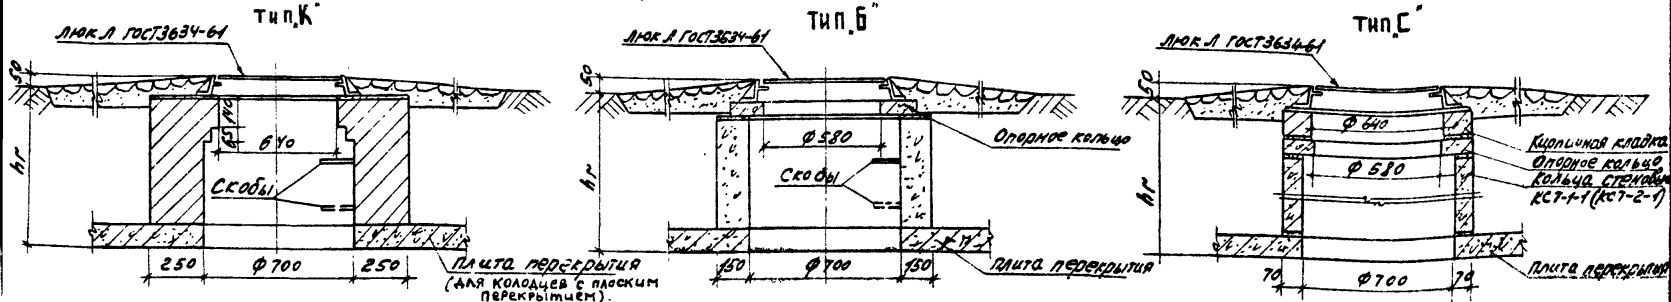 тип „К"
люк Л ГОСТ3634-61
50
hг
65
140
640
Скобы
250
Ф700
250
Плита перекрытия
(для колодцев с плоским
перекрытием).
тип „Б"
люк Л ГОСТ3634-61
50
hг
Ф580
Опорное кольцо
Скобы
150
Ф700
150
Плита перекрытия
тип „С"
люк Л ГОСТ3634-61
50
hг
Ф640
Кирпичная кладка
Опорное кольцо
Ф580
Кольца стеновые
КС7-1-1 (КС7-2-1)
70
Ф700
70
Плита перекрытия